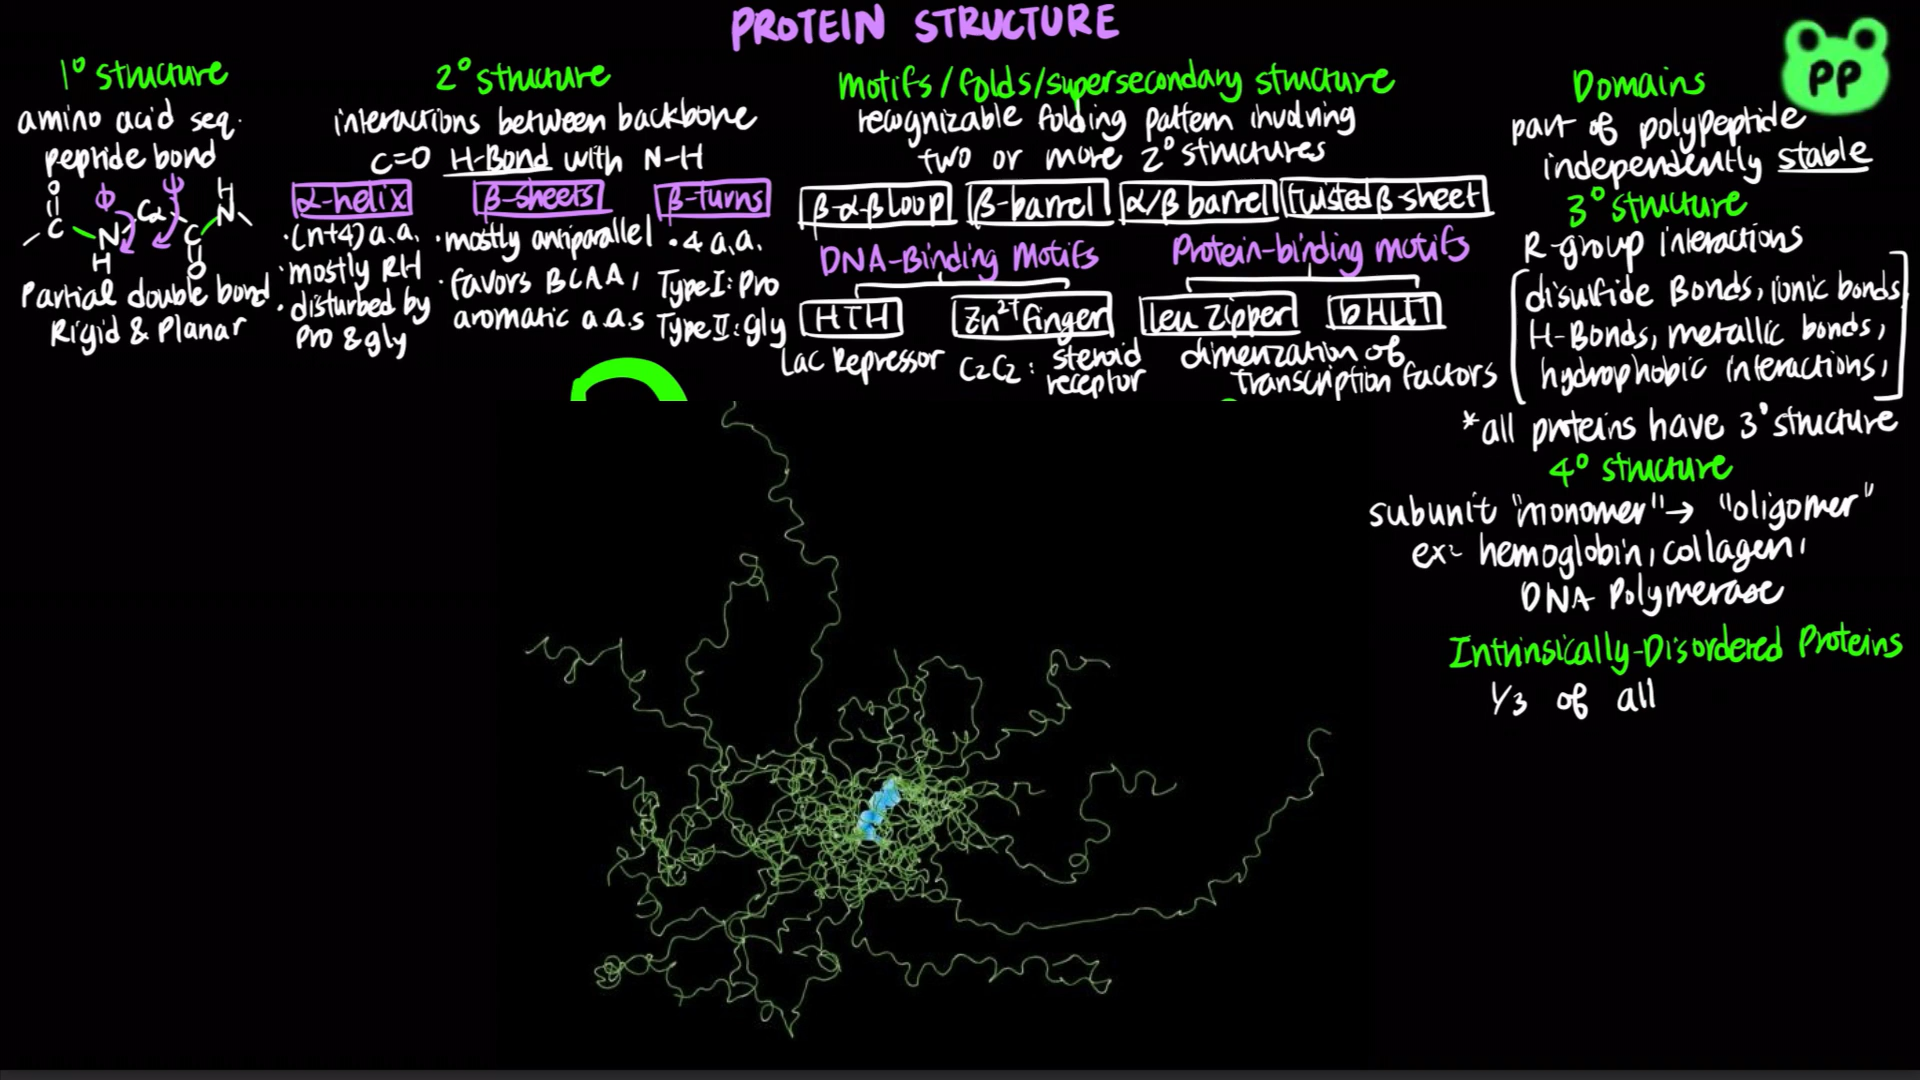 PROTEIN STRUCTURE
PP
1° structure
amino acid seq.
peptide bond
O
C
N
H
Φ
Cα
Ψ
C
O
H
N
Partial double bond
Rigid & Planar
2° structure
interactions between backbone
C=O H-Bond with N-H
α-helix
·(n+4) a.a.
·mostly RH
·disturbed by
Pro & gly
β-sheets
·mostly antiparallel
·favors BCAA,
aromatic a.a.s
β-turns
·4 a.a.
Type I: Pro
Type II: Gly
Motifs/folds/supersecondary structure
recognizable folding pattern involving
two or more 2° structures
β-α-β Loop
β-barrel
α/β barrel
twisted β-sheet
DNA-Binding Motifs
HTH
Lac Repressor
Zn²⁺ finger
C2C2: steroid
receptor
Protein-binding motifs
Leu Zipper
bHLH
dimerization of
transcription factors
Domains
part of polypeptide
independently stable
3° structure
R-group interactions
disulfide Bonds, ionic bonds
H-Bonds, metallic bonds,
hydrophobic interactions,
*all proteins have 3° structure
4° structure
subunit "monomer" → "oligomer"
ex: hemoglobin, collagen,
DNA Polymerase
Intrinsically-Disordered Proteins
1/3 of all